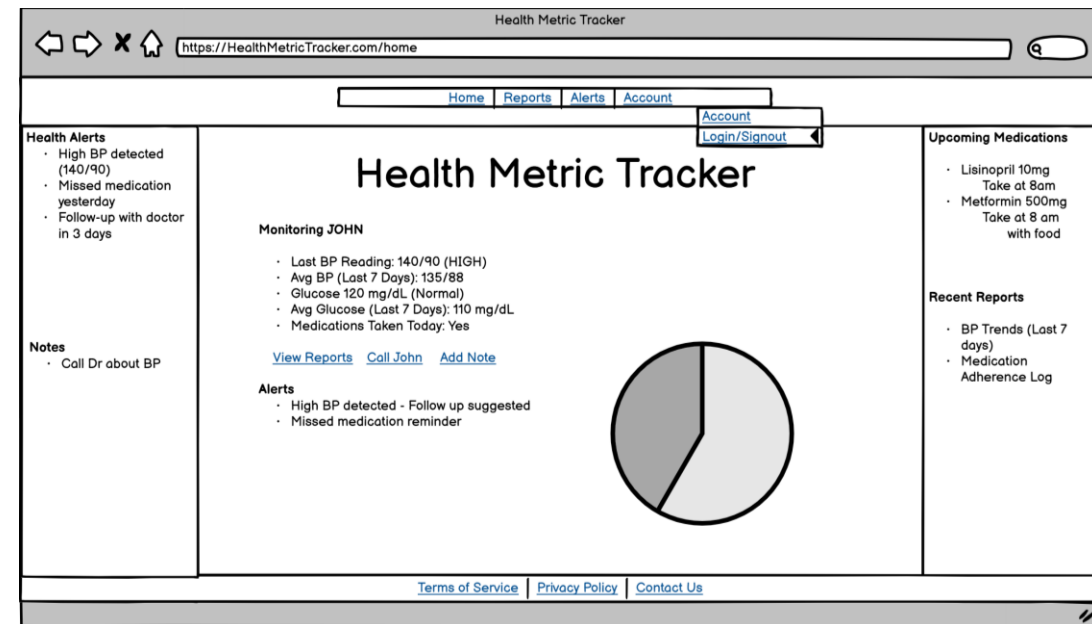 Health Metric Tracker
https://HealthMetricTracker.com/home
Home Reports Alerts Account
Account
Login/Signout
Health Alerts
· High BP detected
(140/90)
· Missed medication
yesterday
· Follow-up with doctor
in 3 days
Notes
· Call Dr about BP
Health Metric Tracker
Monitoring JOHN
· Last BP Reading: 140/90 (HIGH)
· Avg BP (Last 7 Days): 135/88
· Glucose 120 mg/dL (Normal)
· Avg Glucose (Last 7 Days): 110 mg/dL
· Medications Taken Today: Yes
View Reports Call John Add Note
Alerts
· High BP detected - Follow up suggested
· Missed medication reminder
Upcoming Medications
· Lisinopril 10mg
Take at 8am
· Metformin 500mg
Take at 8 am
with food
Recent Reports
· BP Trends (Last 7
days)
· Medication
Adherence Log
Terms of Service Privacy Policy Contact Us